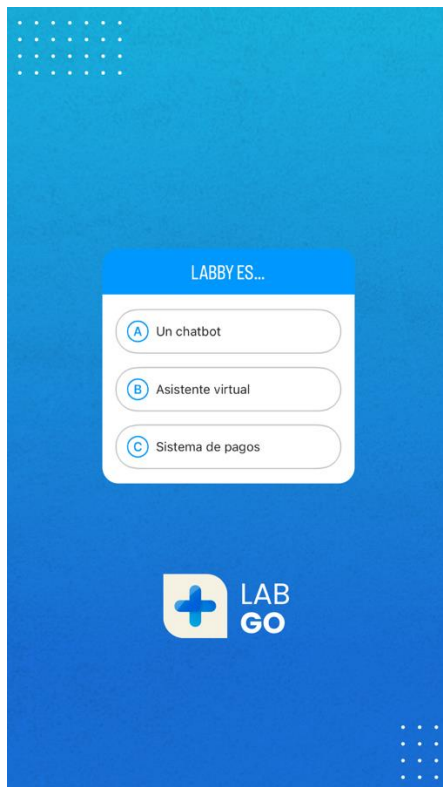 LABBY ES...
A Un chatbot
B Asistente virtual
C Sistema de pagos
LAB
GO